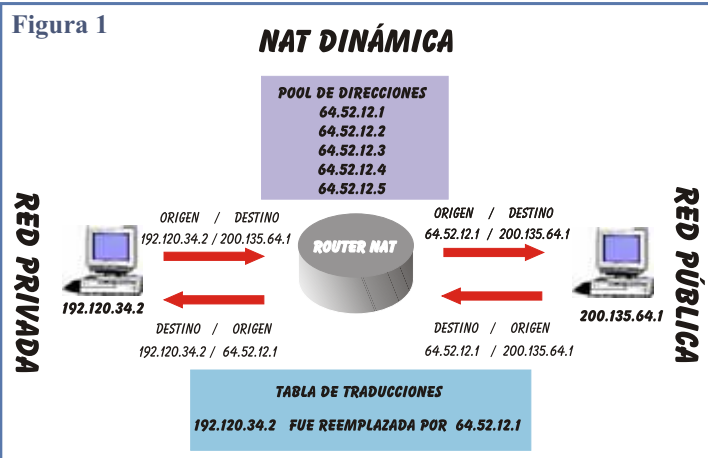 Figura 1
NAT DINÁMICA
POOL DE DIRECCIONES
64.52.12.1
64.52.12.2
64.52.12.3
64.52.12.4
64.52.12.5
RED PRIVADA
ORIGEN / DESTINO
192.120.34.2 / 200.135.64.1
ROUTER NAT
ORIGEN / DESTINO
64.52.12.1 / 200.135.64.1
RED PÚBLICA
192.120.34.2
200.135.64.1
DESTINO / ORIGEN
192.120.34.2 / 64.52.12.1
DESTINO / ORIGEN
64.52.12.1 / 200.135.64.1
TABLA DE TRADUCCIONES
192.120.34.2 FUE REEMPLAZADA POR 64.52.12.1